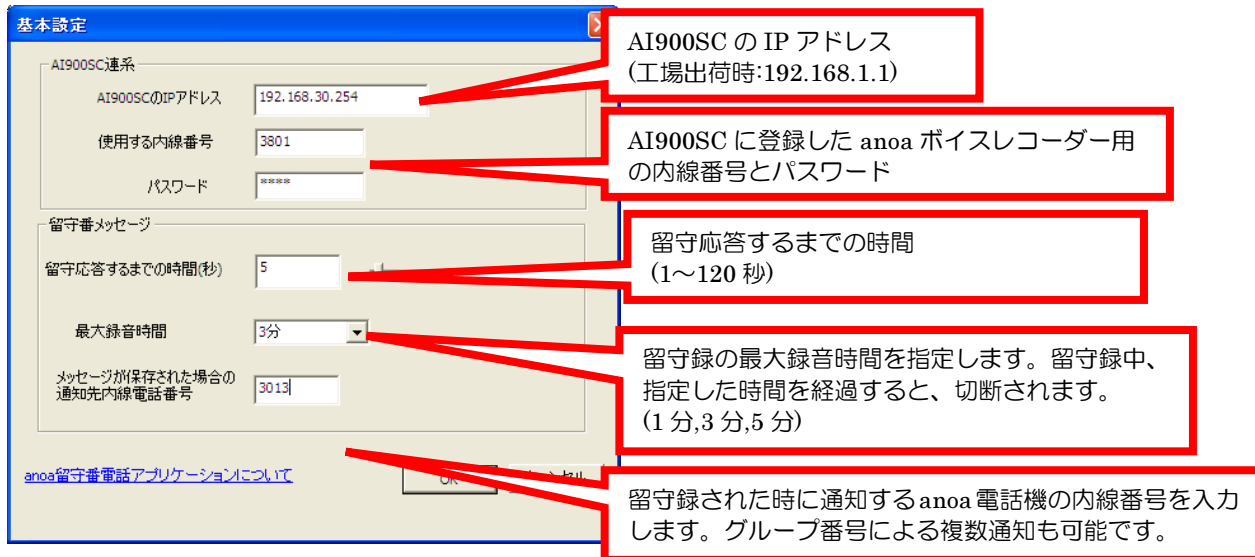 基本設定
AI900SC連系
AI900SCのIPアドレス
192.168.30.254
使用する内線番号
3801
パスワード
****
留守番メッセージ
留守応答するまでの時間(秒)
5
最大録音時間
3分
メッセージが保存された場合の
通知先内線電話番号
3013
anoa留守番電話アプリケーションについて
OK
AI900SC の IP アドレス
(工場出荷時:192.168.1.1)
AI900SC に登録した anoa ボイスレコーダー用
の内線番号とパスワード
留守応答するまでの時間
(1～120 秒)
留守録の最大録音時間を指定します。留守録中、
指定した時間を経過すると、切断されます。
(1 分,3 分,5 分)
留守録された時に通知する anoa 電話機の内線番号を入力
します。グループ番号による複数通知も可能です。